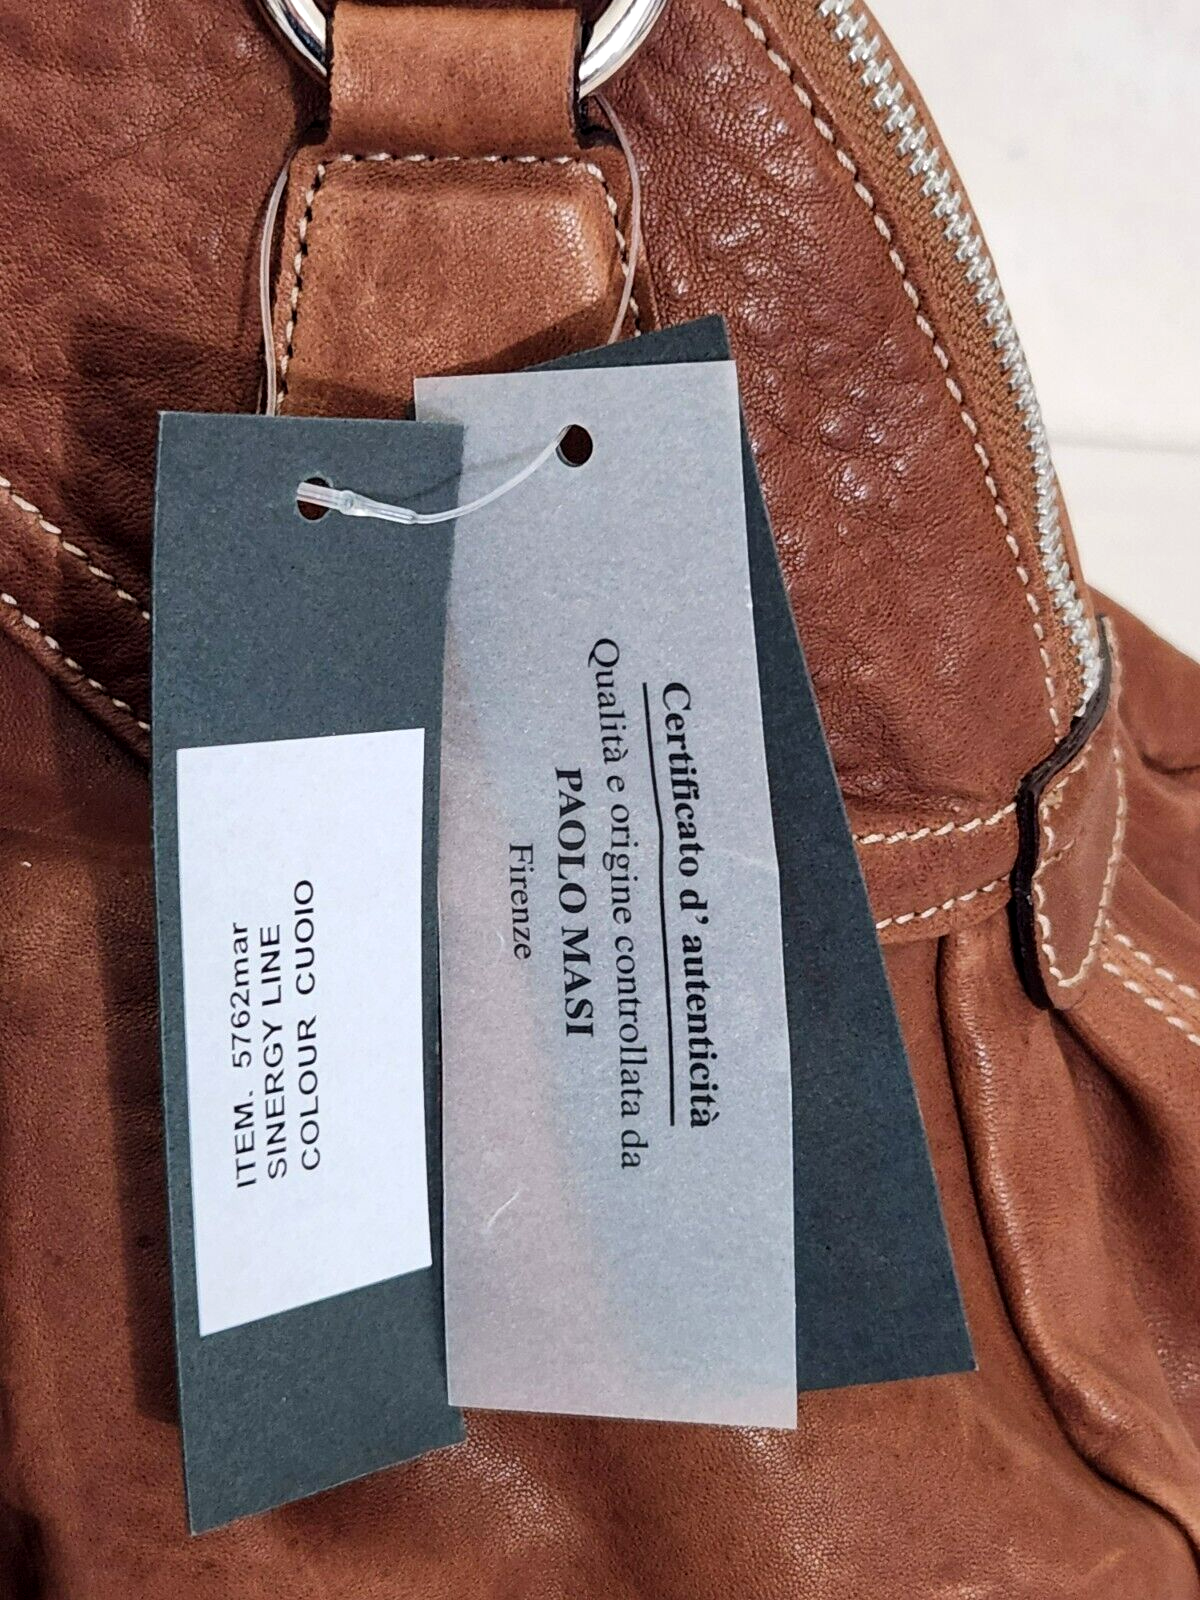 ITEM. 5762mar
SINERGY LINE
COLOUR CUOIO
Certificato d' autenticità
Qualità e origine controllata da
PAOLO MASI
Firenze